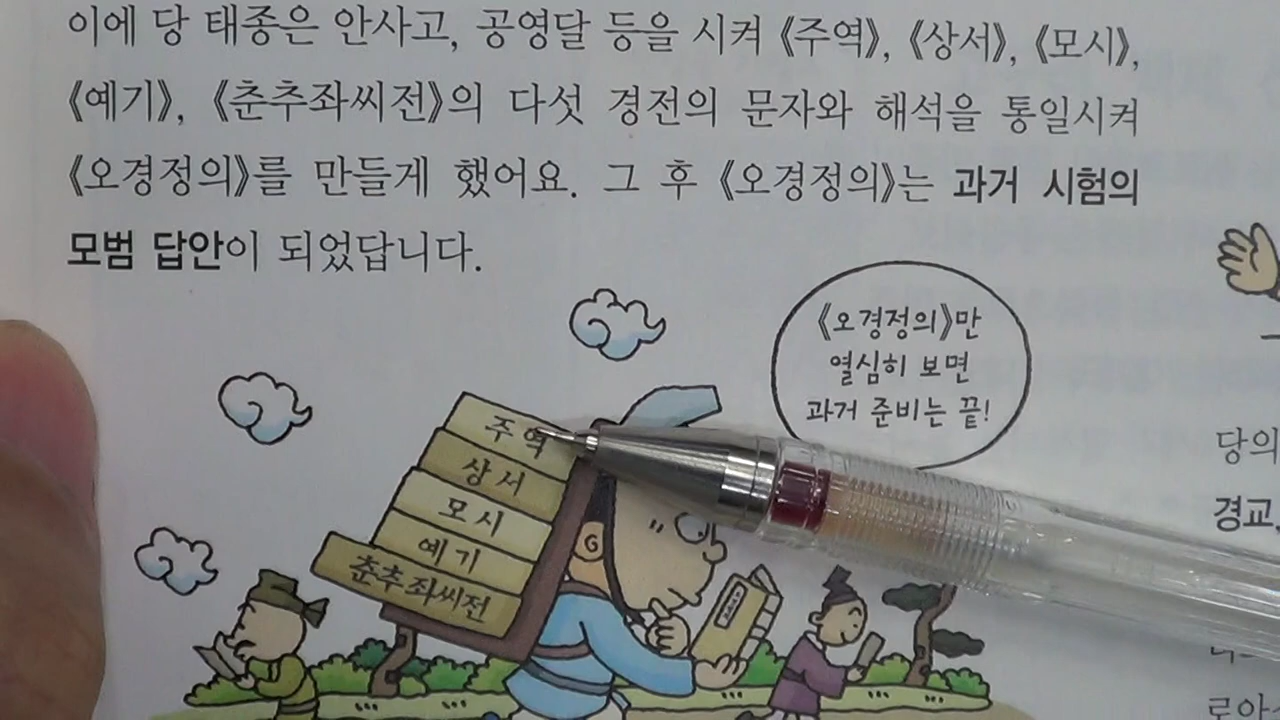 이에 당 태종은 안사고, 공영달 등을 시켜 《주역》, 《상서》, 《모시》,
《예기》, 《춘추좌씨전》의 다섯 경전의 문자와 해석을 통일시켜
《오경정의》를 만들게 했어요. 그 후 《오경정의》는 과거 시험의
모범 답안이 되었답니다.
《오경정의》만
열심히 보면
과거 준비는 끝!
주역
상서
모시
예기
춘추좌씨전
당의
경교,
로아